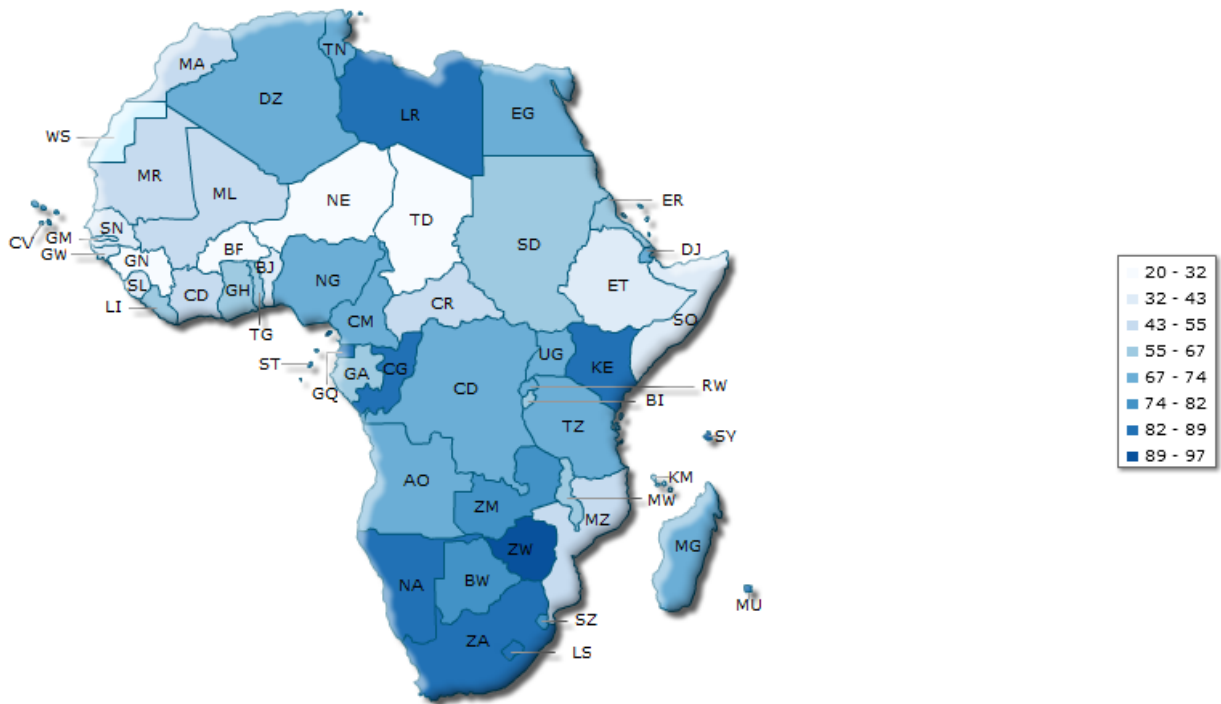 TN
MA
DZ
LR
EG
WS
MR
ML
NE
TD
ER
SN
CV
GM
GW
SD
DJ
BF
GN
BJ
NG
ET
SL
CD
GH
CR
LI
SO
TG
CM
UG
KE
ST
GA
CG
GQ
CD
RW
BI
TZ
SY
AO
KM
MW
ZM
MZ
ZW
MG
NA
BW
MU
SZ
ZA
LS
20 - 32
32 - 43
43 - 55
55 - 67
67 - 74
74 - 82
82 - 89
89 - 97